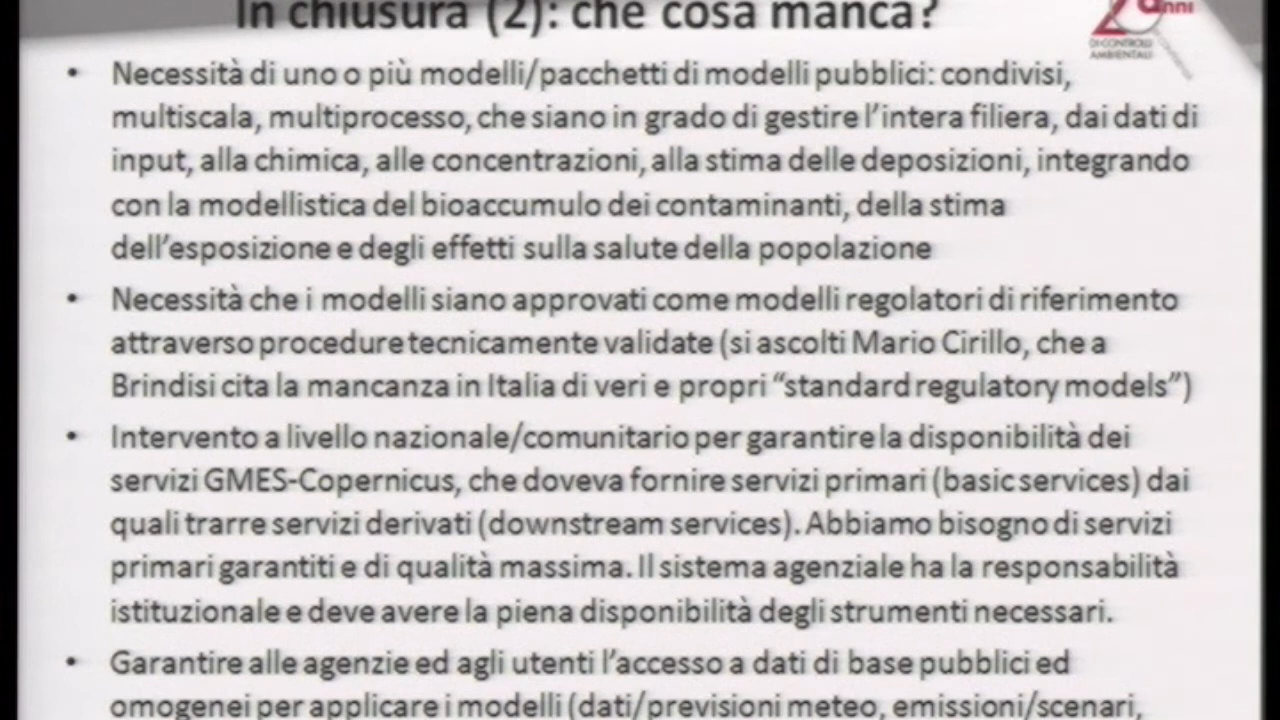 In chiusura (2): che cosa manca?
20 anni
DI CONTROLLI
AMBIENTALI
• Necessità di uno o più modelli/pacchetti di modelli pubblici: condivisi,
multiscala, multiprocesso, che siano in grado di gestire l'intera filiera, dai dati di
input, alla chimica, alle concentrazioni, alla stima delle deposizioni, integrando
con la modellistica del bioaccumulo dei contaminanti, della stima
dell'esposizione e degli effetti sulla salute della popolazione
• Necessità che i modelli siano approvati come modelli regolatori di riferimento
attraverso procedure tecnicamente validate (si ascolti Mario Cirillo, che a
Brindisi cita la mancanza in Italia di veri e propri “standard regulatory models”)
• Intervento a livello nazionale/comunitario per garantire la disponibilità dei
servizi GMES-Copernicus, che doveva fornire servizi primari (basic services) dai
quali trarre servizi derivati (downstream services). Abbiamo bisogno di servizi
primari garantiti e di qualità massima. Il sistema agenziale ha la responsabilità
istituzionale e deve avere la piena disponibilità degli strumenti necessari.
• Garantire alle agenzie ed agli utenti l'accesso a dati di base pubblici ed
omogenei per applicare i modelli (dati/previsioni meteo, emissioni/scenari,